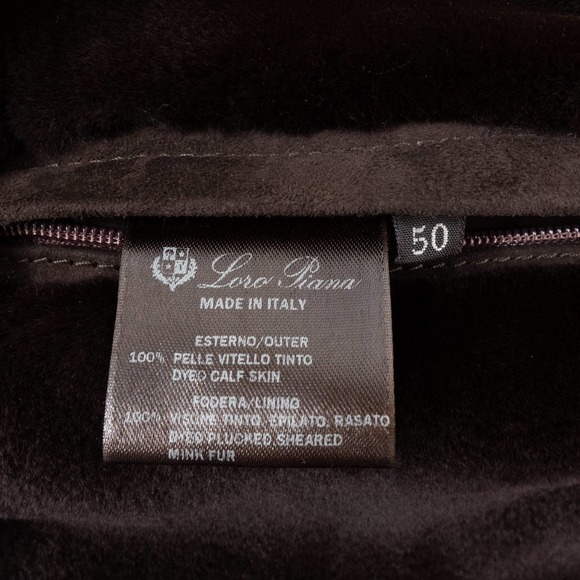 Loro Piana
MADE IN ITALY
50
ESTERNO/OUTER
100% PELLE VITELLO TINTO
DYED CALF SKIN
FODERA/LINING
100% VISONE TINTO, EPILATO, RASATO
DYED PLUCKED SHEARED
MINK FUR